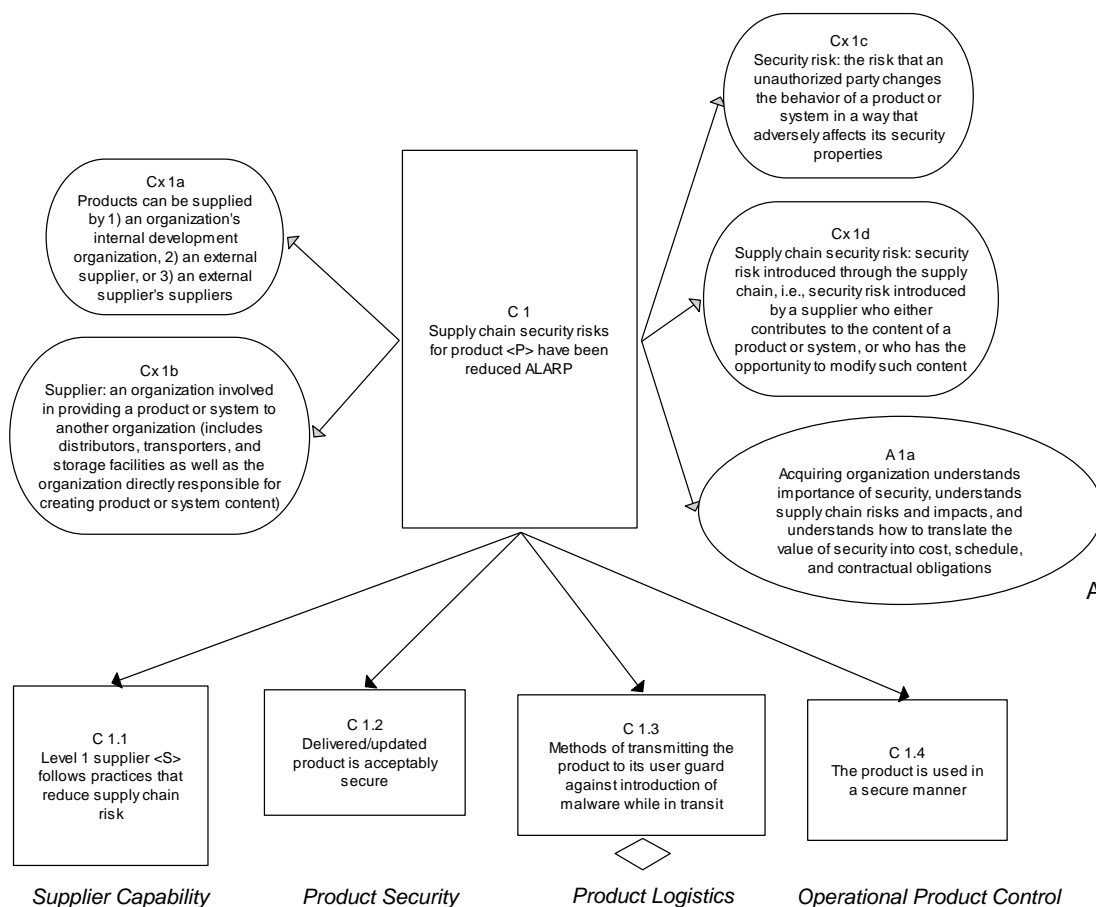 Cx 1c
Security risk: the risk that an
unauthorized party changes
the behavior of a product or
system in a way that
adversely affects its security
properties
Cx 1a
Products can be supplied
by 1) an organization's
internal development
organization, 2) an external
supplier, or 3) an external
supplier's suppliers
C 1
Supply chain security risks
for product <P> have been
reduced ALARP
Cx 1d
Supply chain security risk: security
risk introduced through the supply
chain, i.e., security risk introduced
by a supplier who either
contributes to the content of a
product or system, or who has the
opportunity to modify such content
Cx 1b
Supplier: an organization involved
in providing a product or system to
another organization (includes
distributors, transporters, and
storage facilities as well as the
organization directly responsible for
creating product or system content)
A 1a
Acquiring organization understands
importance of security, understands
supply chain risks and impacts, and
understands how to translate the
value of security into cost, schedule,
and contractual obligations
A
C 1.1
Level 1 supplier <S>
follows practices that
reduce supply chain
risk
C 1.2
Delivered/updated
product is acceptably
secure
C 1.3
Methods of transmitting the
product to its user guard
against introduction of
malware while in transit
C 1.4
The product is used in
a secure manner
Supplier Capability
Product Security
Product Logistics
Operational Product Control